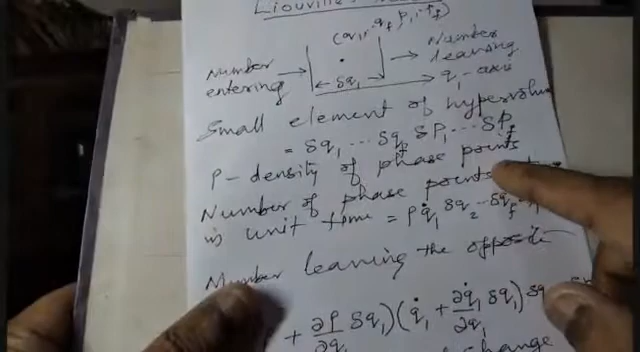 Liouville's
(q₁,..q_f P₁..P_f)
Number entering
→ Number leaving
← δq₁ → q₁-axis
Small element of hypervolume
= δq₁ ... δq_f δP₁ ... δP_f
ρ - density of phase points
Number of phase points
in unit time = ρ q̇₁ δq₂ ... δq_f
Number leaving the opposite
+ ∂ρ/∂q₁ δq₁)(q̇₁ + ∂q̇₁/∂q₁ δq₁) δq
change